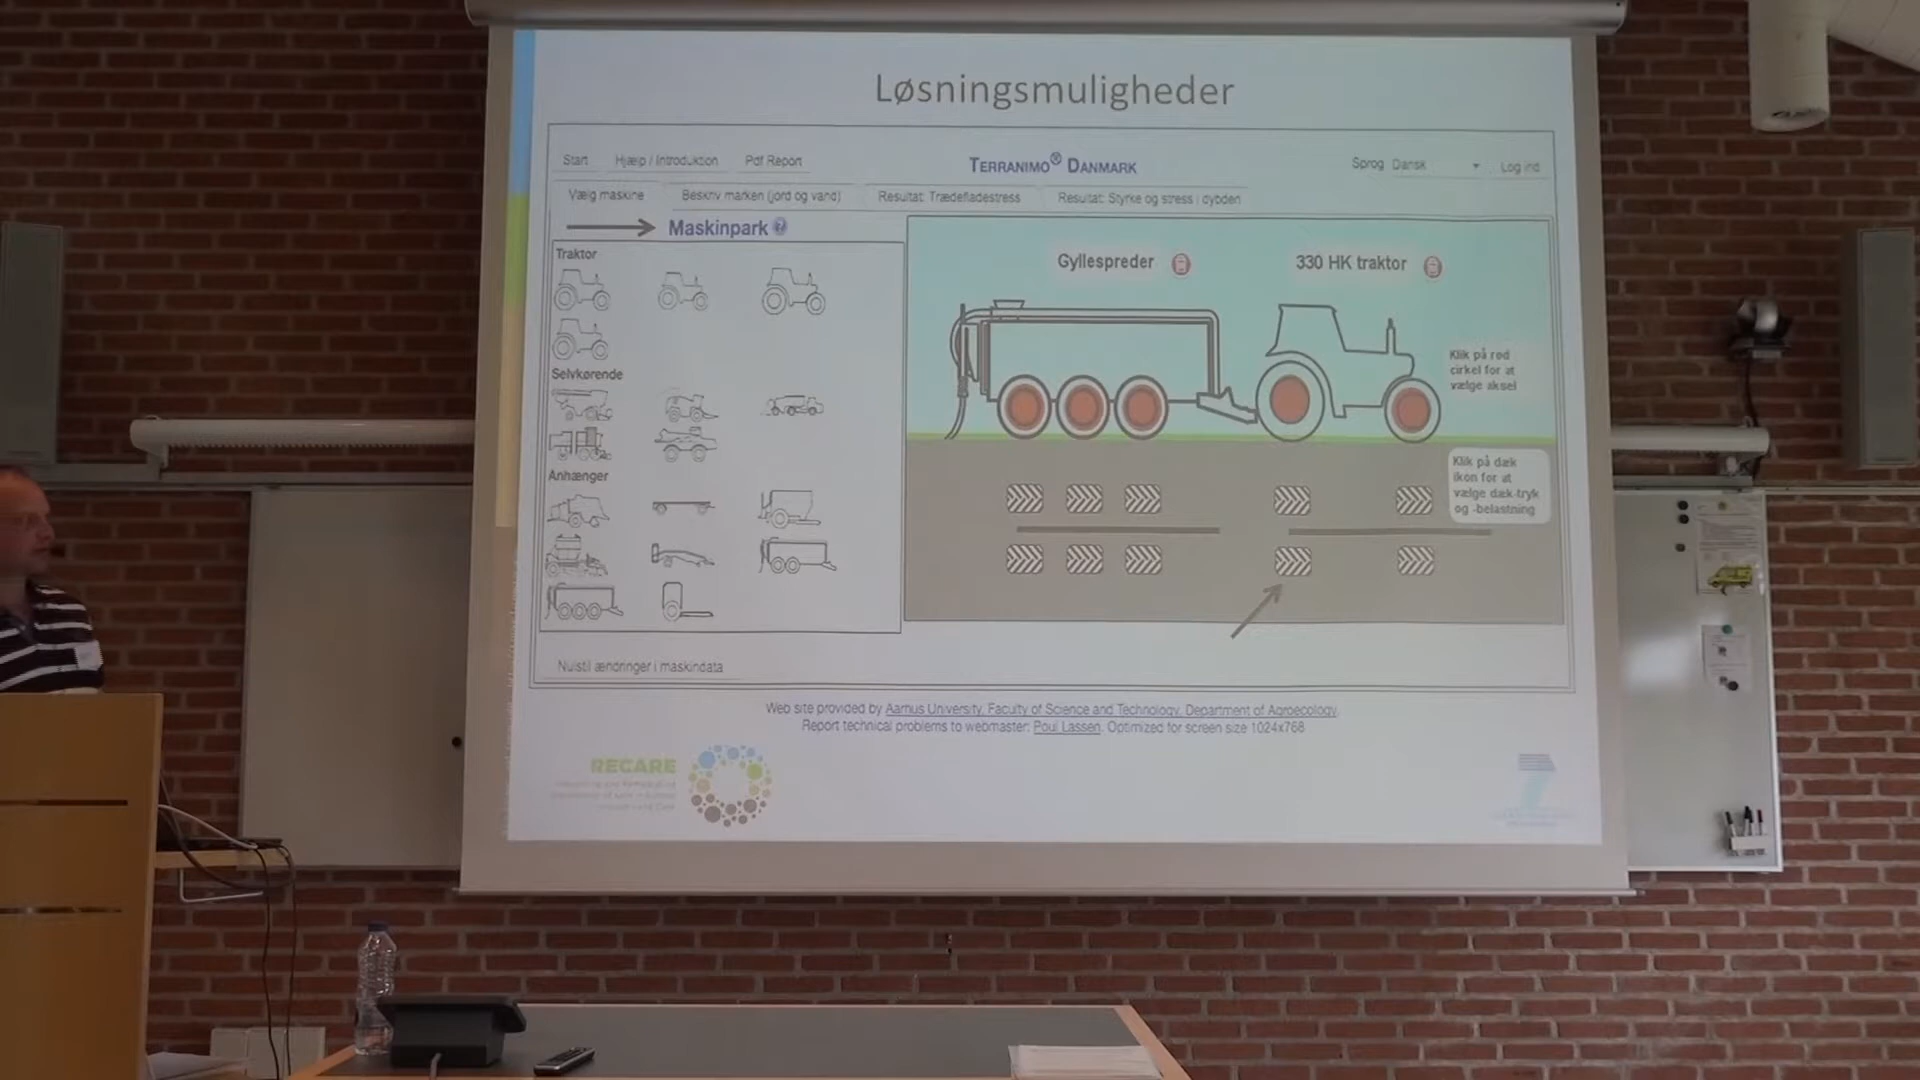 Løsningsmuligheder
Start Hjælp / Introduktion Pdf Report
TERRANIMO® DANMARK
Sprog Dansk Log ind
Vælg maskine Beskriv marken (jord og vand) Resultat: Trædefladestress Resultat: Styrke og stress i dybden
Maskinpark ?
Traktor
Selvkørende
Anhænger
Gyllespreder
330 HK traktor
Klik på rød
cirkel for at
vælge aksel
Klik på dæk
ikon for at
vælge dæk-tryk
og -belastning
Nulstil ændringer i maskindata
Web site provided by Aarhus University, Faculty of Science and Technology, Department of Agroecology.
Report technical problems to webmaster: Poul Lassen. Optimized for screen size 1024x768
RECARE